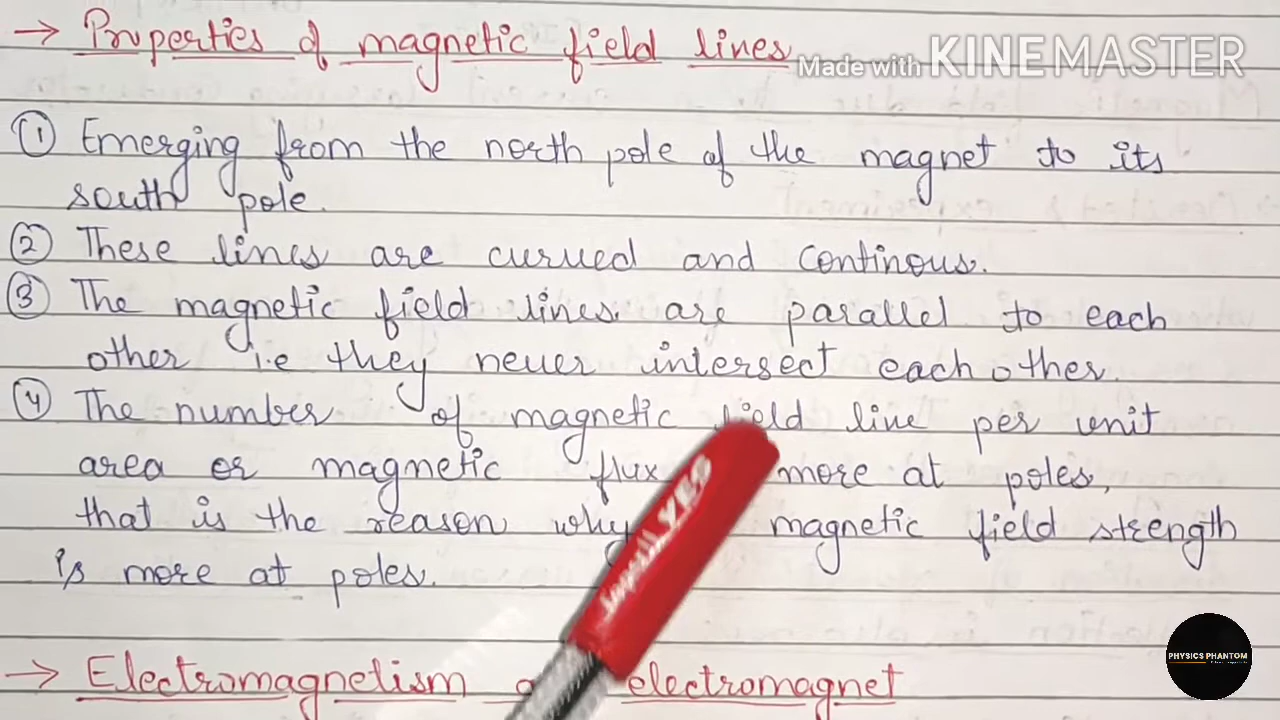 → Properties of magnetic field lines
Made with KINEMASTER
① Emerging from the north pole of the magnet to its
south pole.
② These lines are curved and continous.
③ The magnetic field lines are parallel to each
other i.e they never intersect each other.
④ The number of magnetic field line per unit
area or magnetic flux more at poles,
that is the reason why magnetic field strength
is more at poles.
→ Electromagnetism electromagnet
PHYSICS PHANTOM